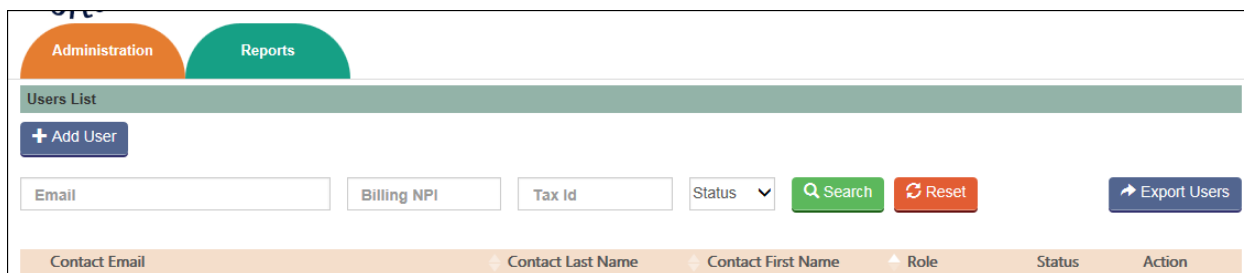 Administration Reports
Users List
Add User
Email Billing NPI Tax Id Status Search Reset Export Users
Contact Email Contact Last Name Contact First Name Role Status Action